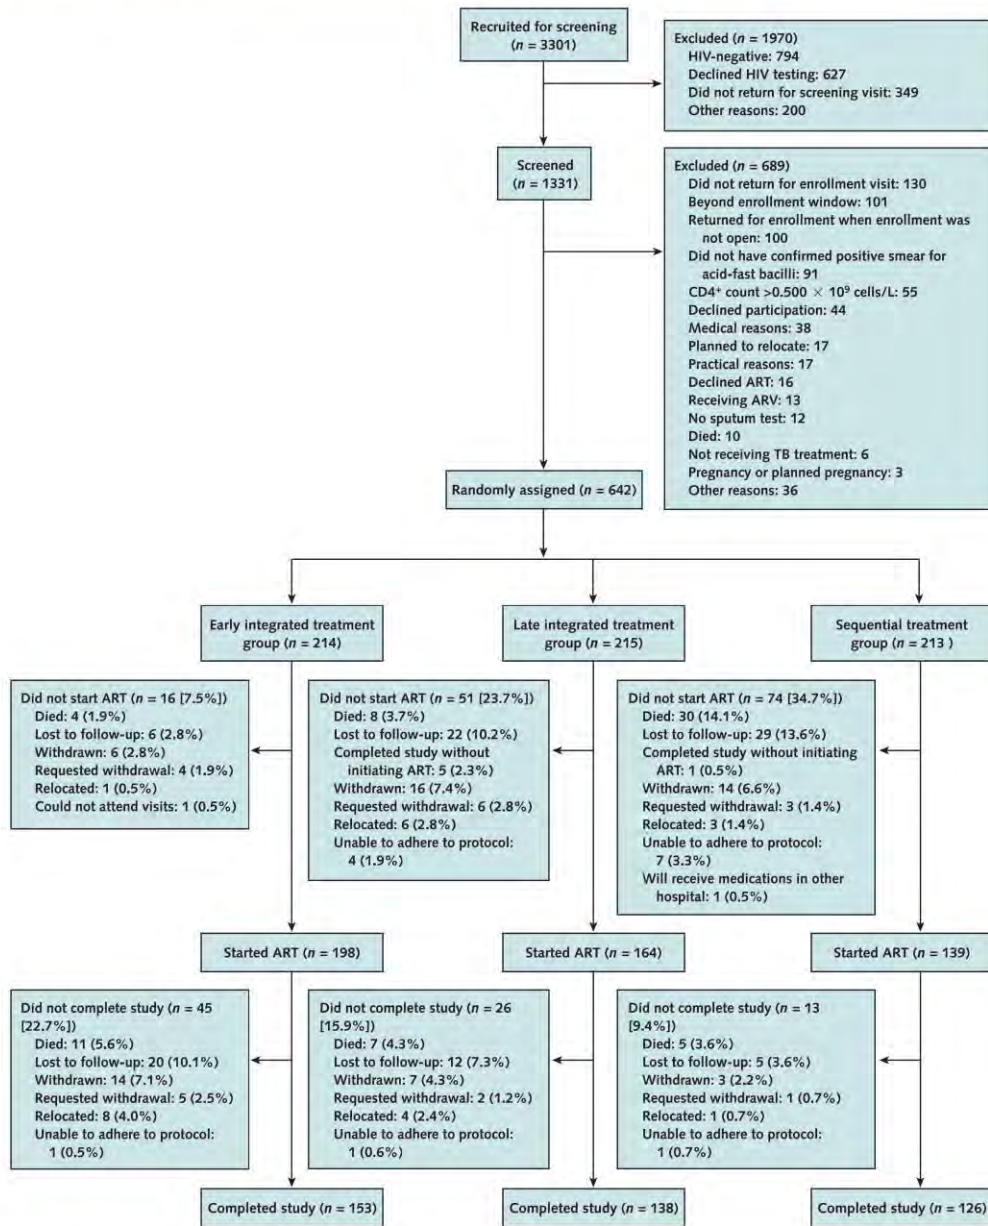 Recruited for screening
(n = 3301)
Excluded (n = 1970)
HIV-negative: 794
Declined HIV testing: 627
Did not return for screening visit: 349
Other reasons: 200
Screened
(n = 1331)
Excluded (n = 689)
Did not return for enrollment visit: 130
Beyond enrollment window: 101
Returned for enrollment when enrollment was
not open: 100
Did not have confirmed positive smear for
acid-fast bacilli: 91
CD4⁺ count >0.500 × 10⁹ cells/L: 55
Declined participation: 44
Medical reasons: 38
Planned to relocate: 17
Practical reasons: 17
Declined ART: 16
Receiving ARV: 13
No sputum test: 12
Died: 10
Not receiving TB treatment: 6
Pregnancy or planned pregnancy: 3
Other reasons: 36
Randomly assigned (n = 642)
Early integrated treatment
group (n = 214)
Late integrated treatment
group (n = 215)
Sequential treatment
group (n = 213 )
Did not start ART (n = 16 [7.5%])
Died: 4 (1.9%)
Lost to follow-up: 6 (2.8%)
Withdrawn: 6 (2.8%)
Requested withdrawal: 4 (1.9%)
Relocated: 1 (0.5%)
Could not attend visits: 1 (0.5%)
Did not start ART (n = 51 [23.7%])
Died: 8 (3.7%)
Lost to follow-up: 22 (10.2%)
Completed study without
initiating ART: 5 (2.3%)
Withdrawn: 16 (7.4%)
Requested withdrawal: 6 (2.8%)
Relocated: 6 (2.8%)
Unable to adhere to protocol:
4 (1.9%)
Did not start ART (n = 74 [34.7%])
Died: 30 (14.1%)
Lost to follow-up: 29 (13.6%)
Completed study without initiating
ART: 1 (0.5%)
Withdrawn: 14 (6.6%)
Requested withdrawal: 3 (1.4%)
Relocated: 3 (1.4%)
Unable to adhere to protocol:
7 (3.3%)
Will receive medications in other
hospital: 1 (0.5%)
Started ART (n = 198)
Started ART (n = 164)
Started ART (n = 139)
Did not complete study (n = 45
[22.7%])
Died: 11 (5.6%)
Lost to follow-up: 20 (10.1%)
Withdrawn: 14 (7.1%)
Requested withdrawal: 5 (2.5%)
Relocated: 8 (4.0%)
Unable to adhere to protocol:
1 (0.5%)
Did not complete study (n = 26
[15.9%])
Died: 7 (4.3%)
Lost to follow-up: 12 (7.3%)
Withdrawn: 7 (4.3%)
Requested withdrawal: 2 (1.2%)
Relocated: 4 (2.4%)
Unable to adhere to protocol:
1 (0.6%)
Did not complete study (n = 13
[9.4%])
Died: 5 (3.6%)
Lost to follow-up: 5 (3.6%)
Withdrawn: 3 (2.2%)
Requested withdrawal: 1 (0.7%)
Relocated: 1 (0.7%)
Unable to adhere to protocol:
1 (0.7%)
Completed study (n = 153)
Completed study (n = 138)
Completed study (n = 126)